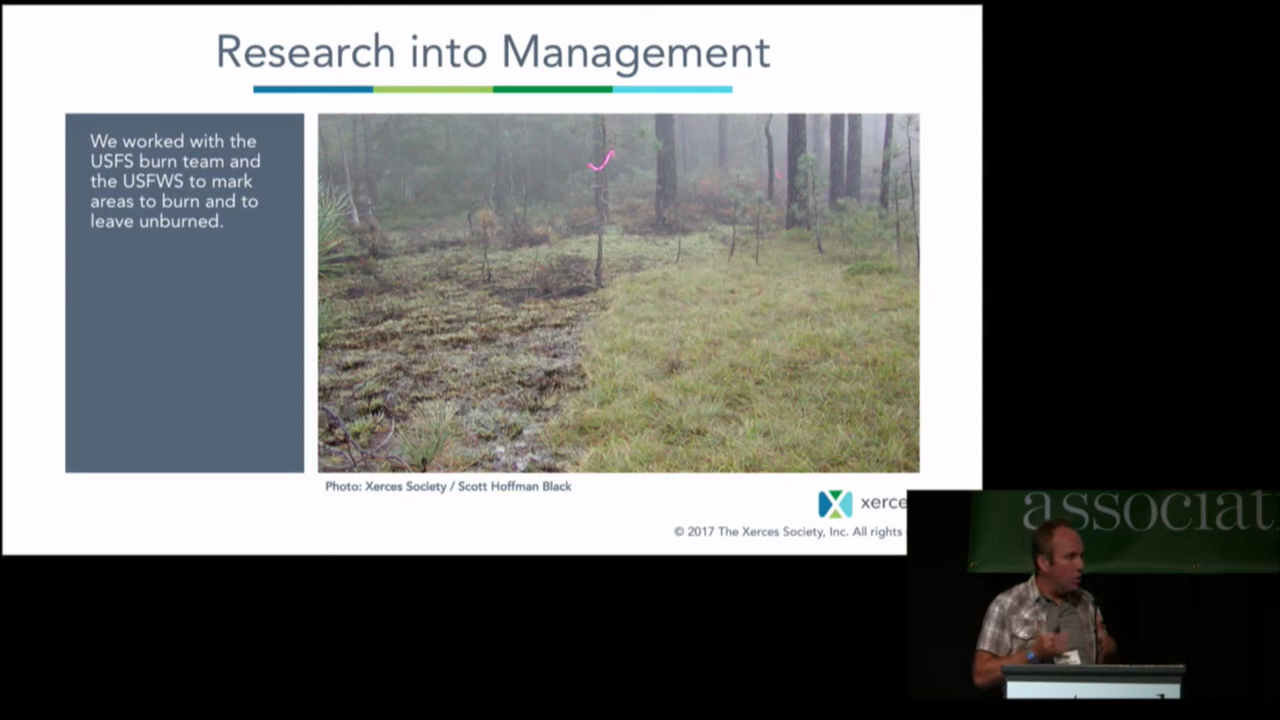 Research into Management
We worked with the
USFS burn team and
the USFWS to mark
areas to burn and to
leave unburned.
Photo: Xerces Society / Scott Hoffman Black
xerce
© 2017 The Xerces Society, Inc. All rights
associati